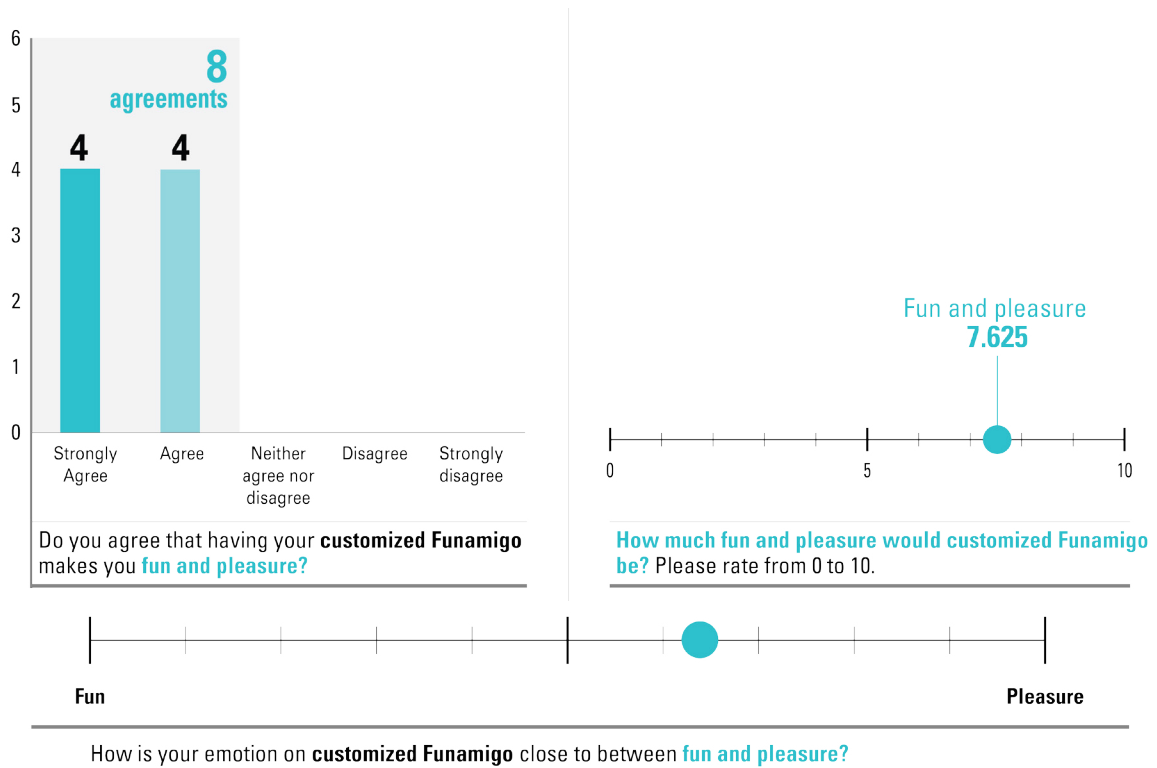 6
5
4
3
2
1
0
8
agreements
4
4
Strongly
Agree
Agree
Neither
agree nor
disagree
Disagree
Strongly
disagree
Do you agree that having your customized Funamigo
makes you fun and pleasure?
Fun and pleasure
7.625
0
5
10
How much fun and pleasure would customized Funamigo
be? Please rate from 0 to 10.
Fun
Pleasure
How is your emotion on customized Funamigo close to between fun and pleasure?